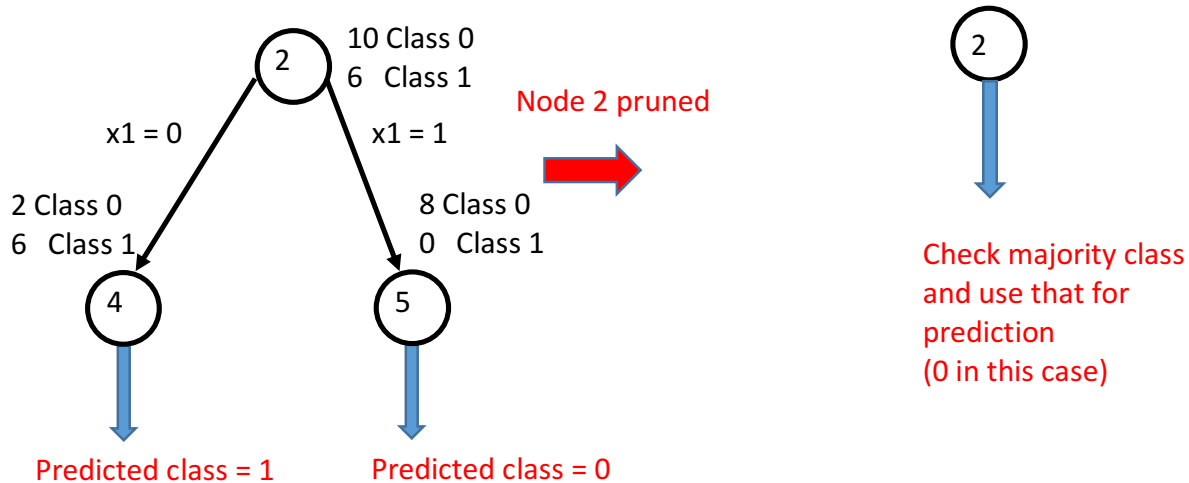 2
10 Class 0
6 Class 1
x1 = 0
x1 = 1
2 Class 0
6 Class 1
8 Class 0
0 Class 1
4
5
Predicted class = 1
Predicted class = 0
Node 2 pruned
2
Check majority class
and use that for
prediction
(0 in this case)